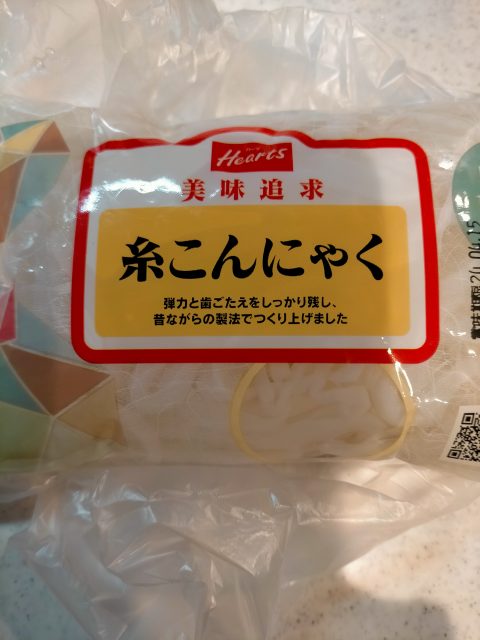 Hearts
美味追求
糸こんにゃく
弾力と歯ごたえをしっかり残し、
昔ながらの製法でつくり上げました